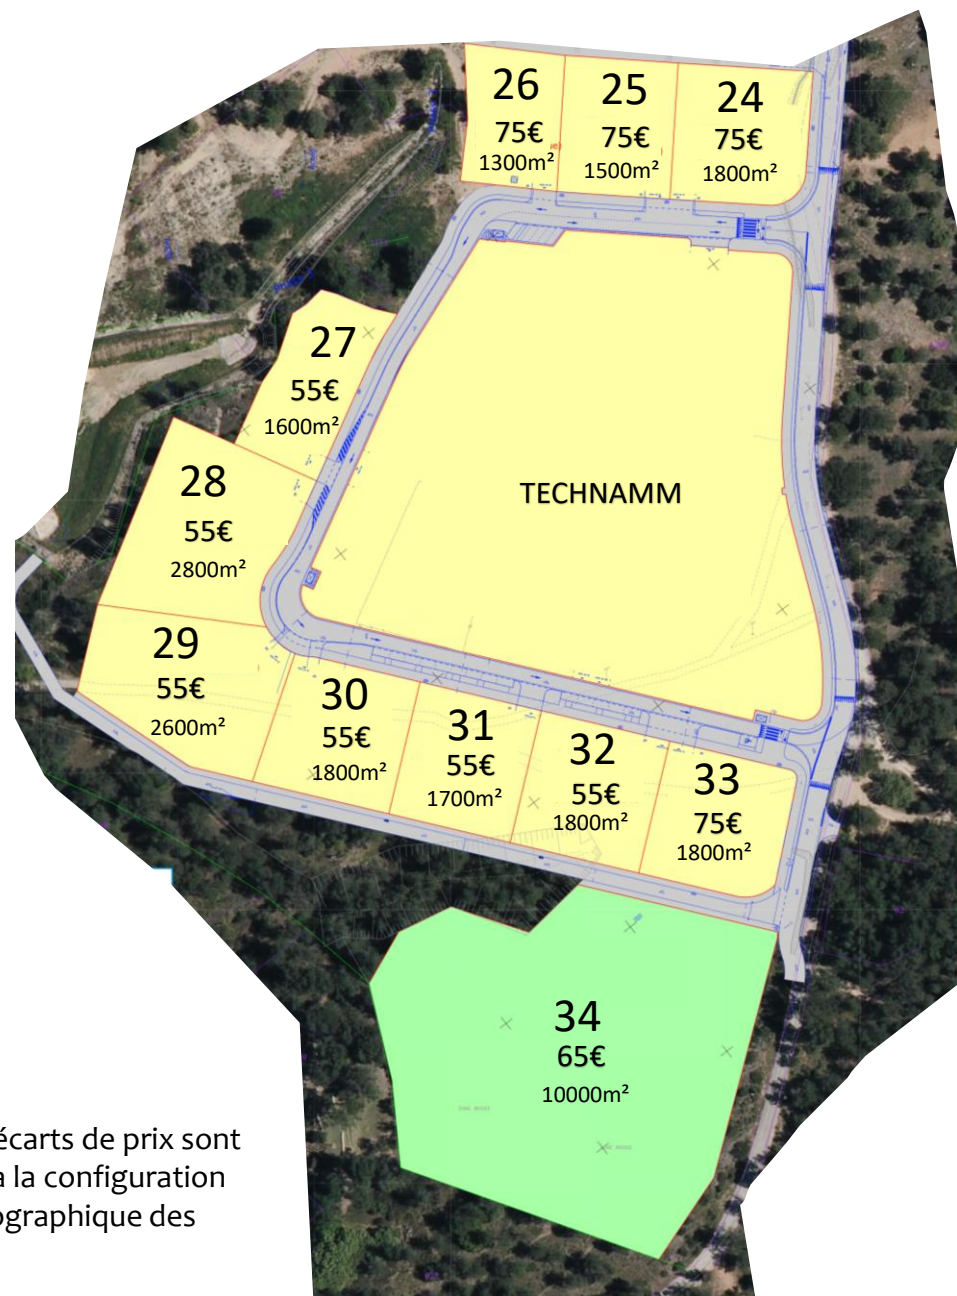 26
75€
1300m²
25
75€
1500m²
24
75€
1800m²
27
55€
1600m²
28
55€
2800m²
TECHNAMM
29
55€
2600m²
30
55€
1800m²
31
55€
1700m²
32
55€
1800m²
33
75€
1800m²
34
65€
10000m²
écarts de prix sont
à la configuration
ographique des